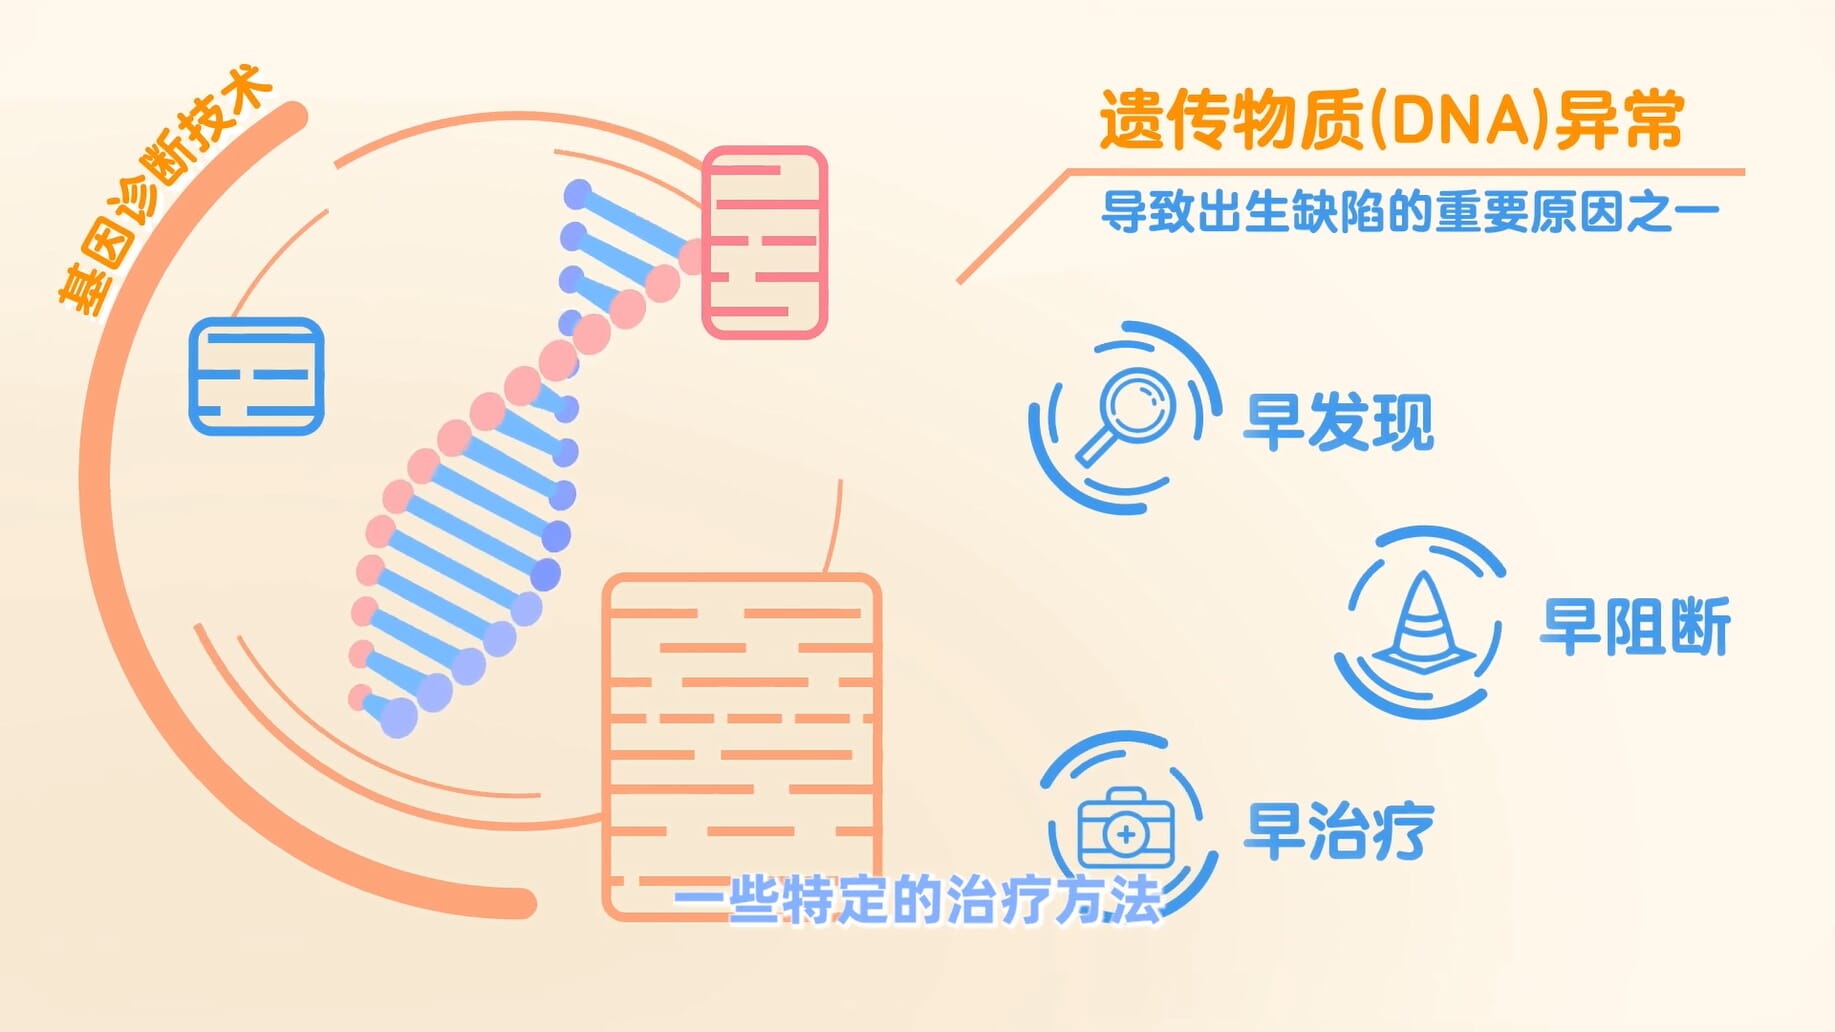 基因诊断技术
遗传物质(DNA)异常
导致出生缺陷的重要原因之一
早发现
早阻断
早治疗
一些特定的治疗方法